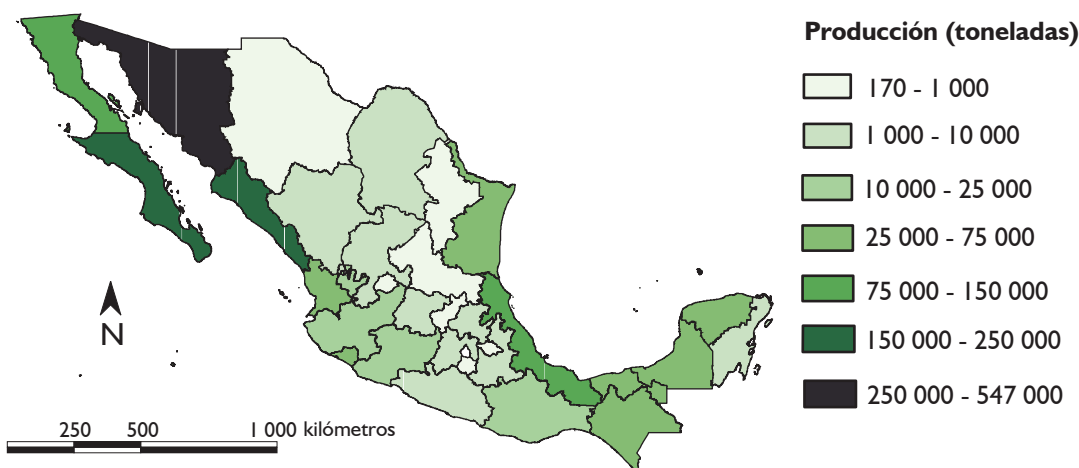 Producción (toneladas)
170 - 1 000
1 000 - 10 000
10 000 - 25 000
25 000 - 75 000
75 000 - 150 000
150 000 - 250 000
250 000 - 547 000
N
250 500 1 000 kilómetros